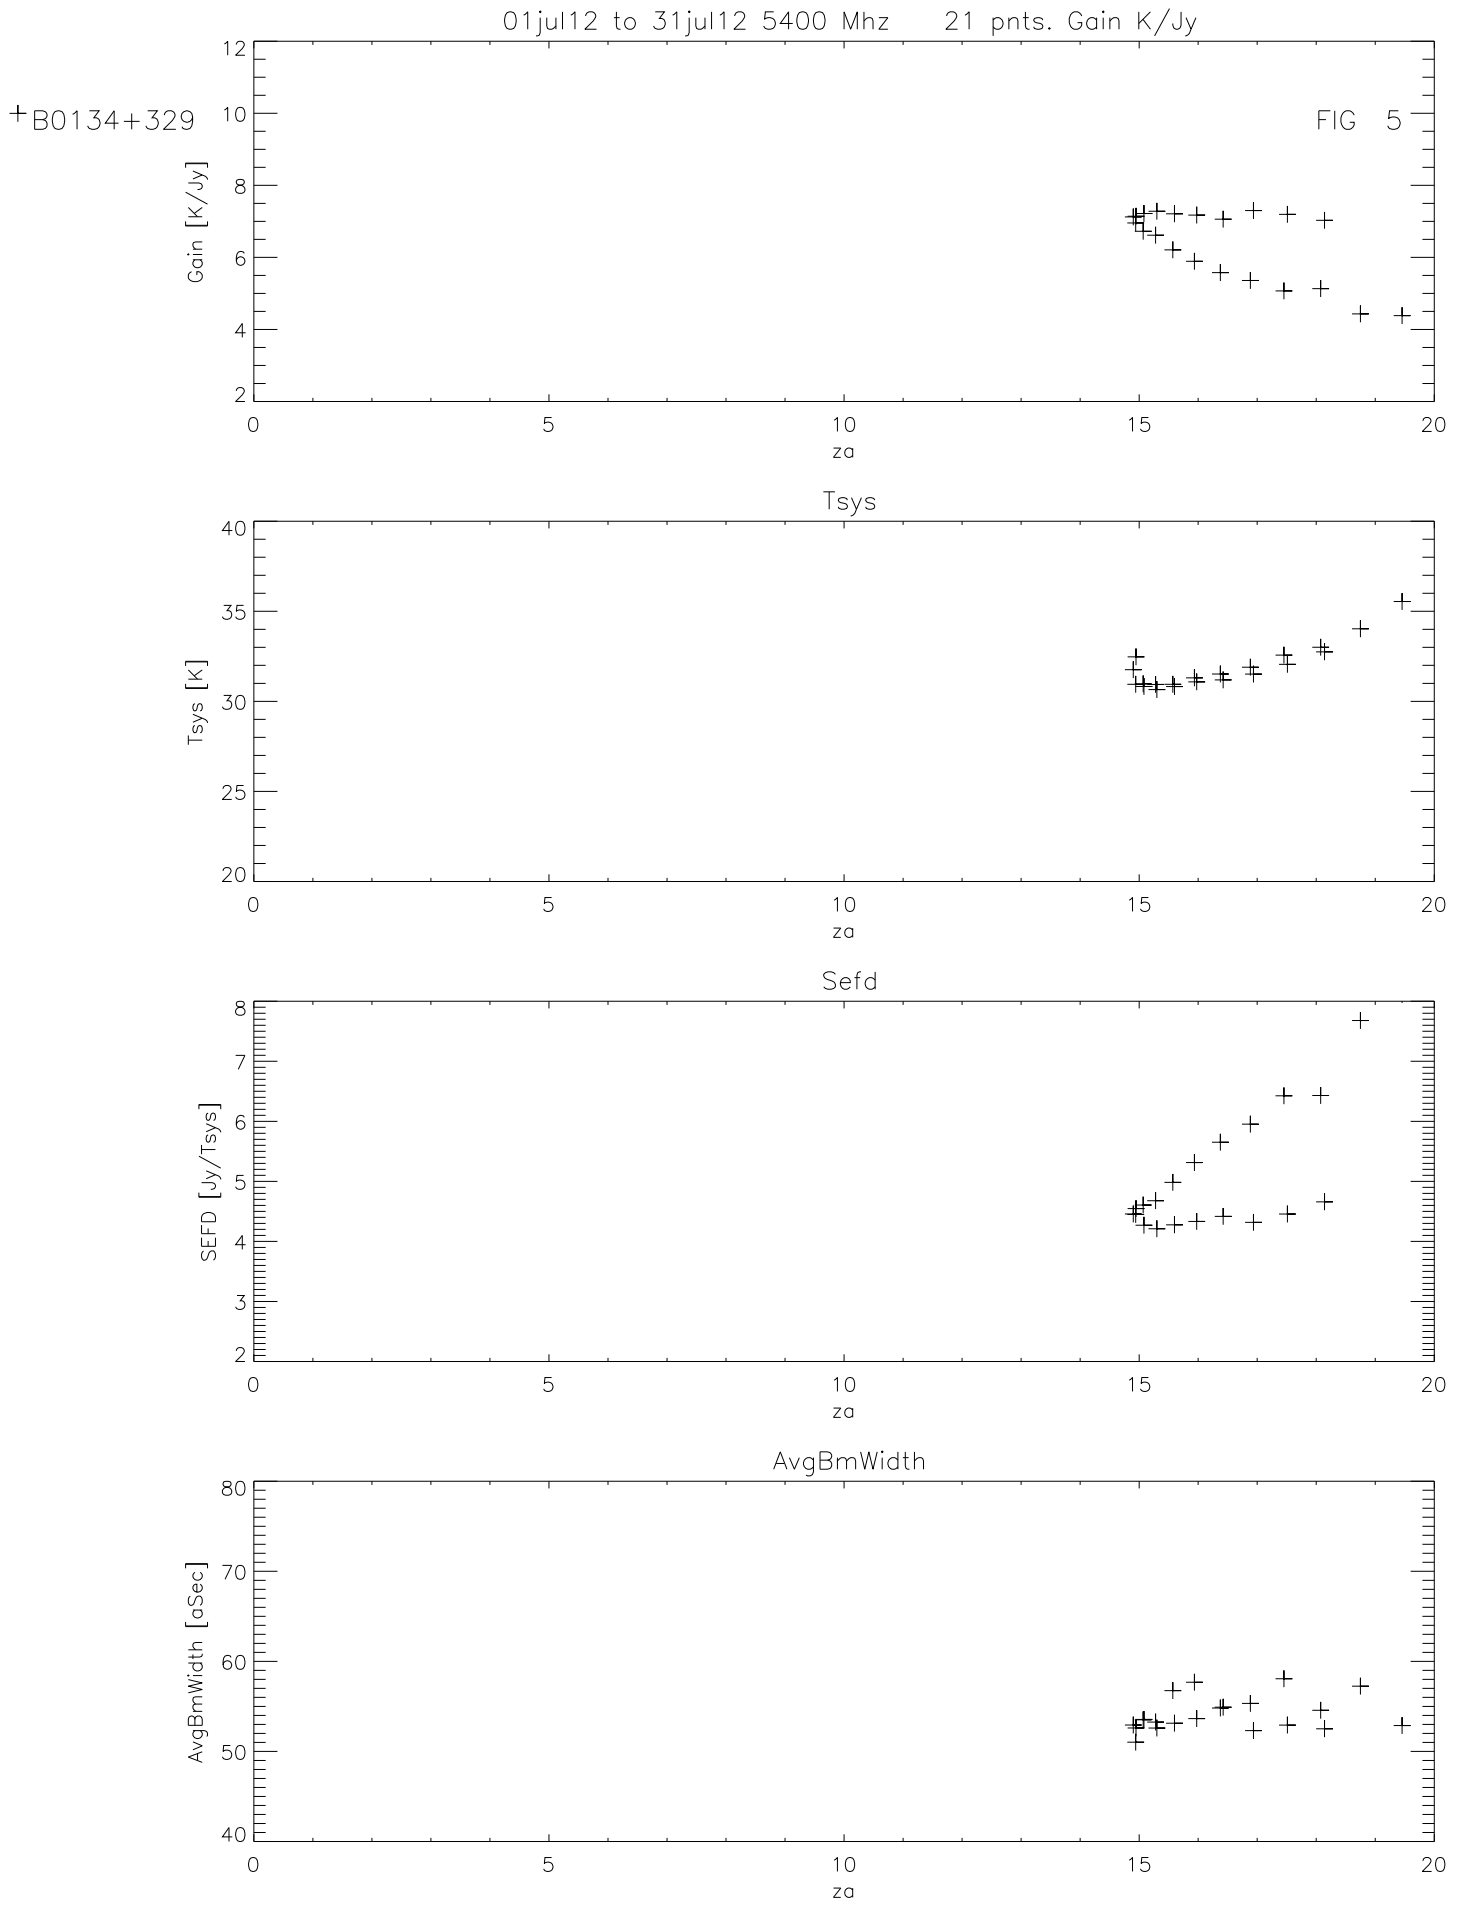 01jul12 to 31jul12 5400 Mhz 21 pnts. Gain K/Jy
+B0134+329
FIG 5
Gain [K/Jy]
12
10
8
6
4
2
0 5 10 15 20
za
Tsys
Tsys [K]
40
35
30
25
20
0 5 10 15 20
za
Sefd
SEFD [Jy/Tsys]
8
7
6
5
4
3
2
0 5 10 15 20
za
AvgBmWidth
AvgBmWidth [aSec]
80
70
60
50
40
0 5 10 15 20
za